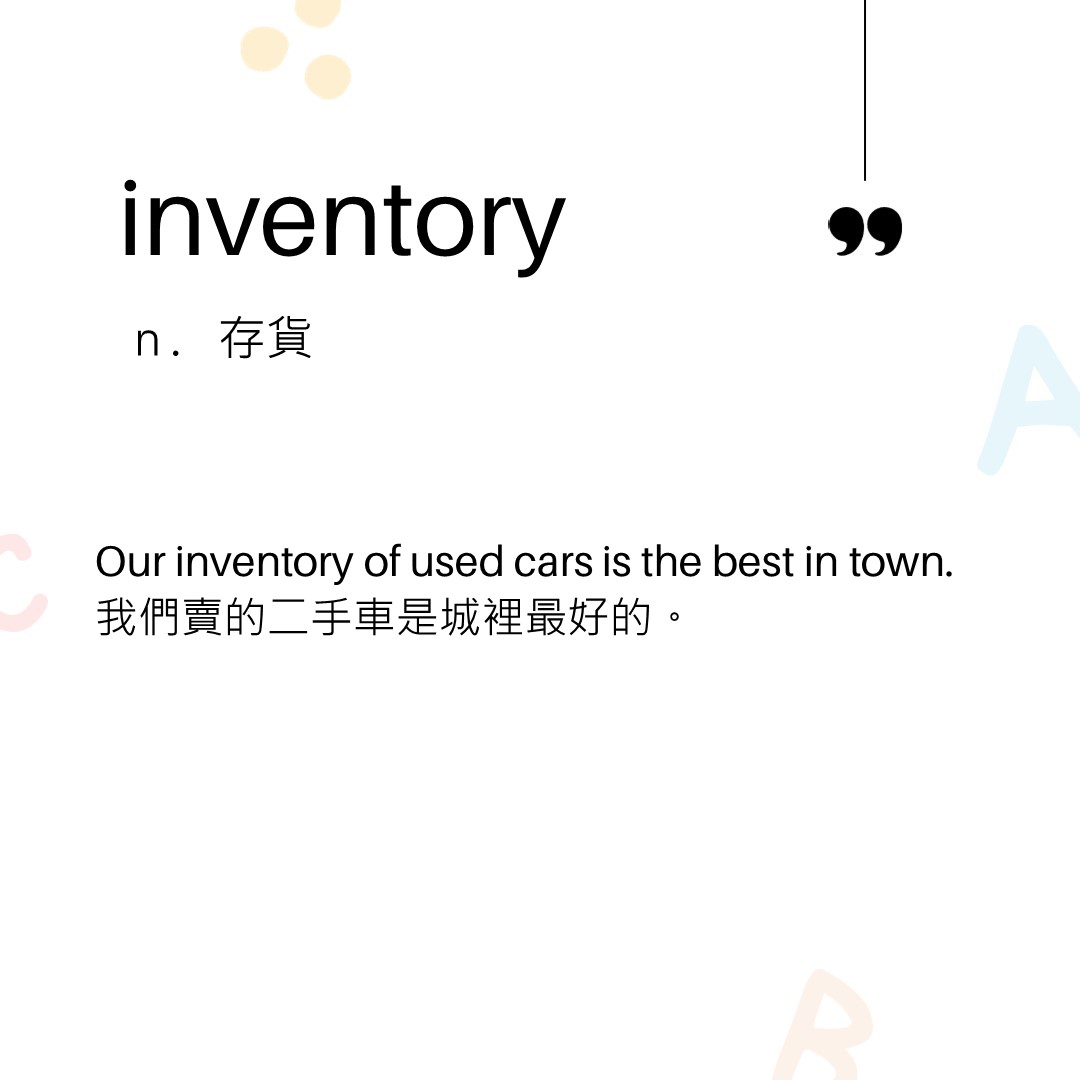 inventory
”
n. 存貨
A
C
Our inventory of used cars is the best in town.
我們賣的二手車是城裡最好的。
B